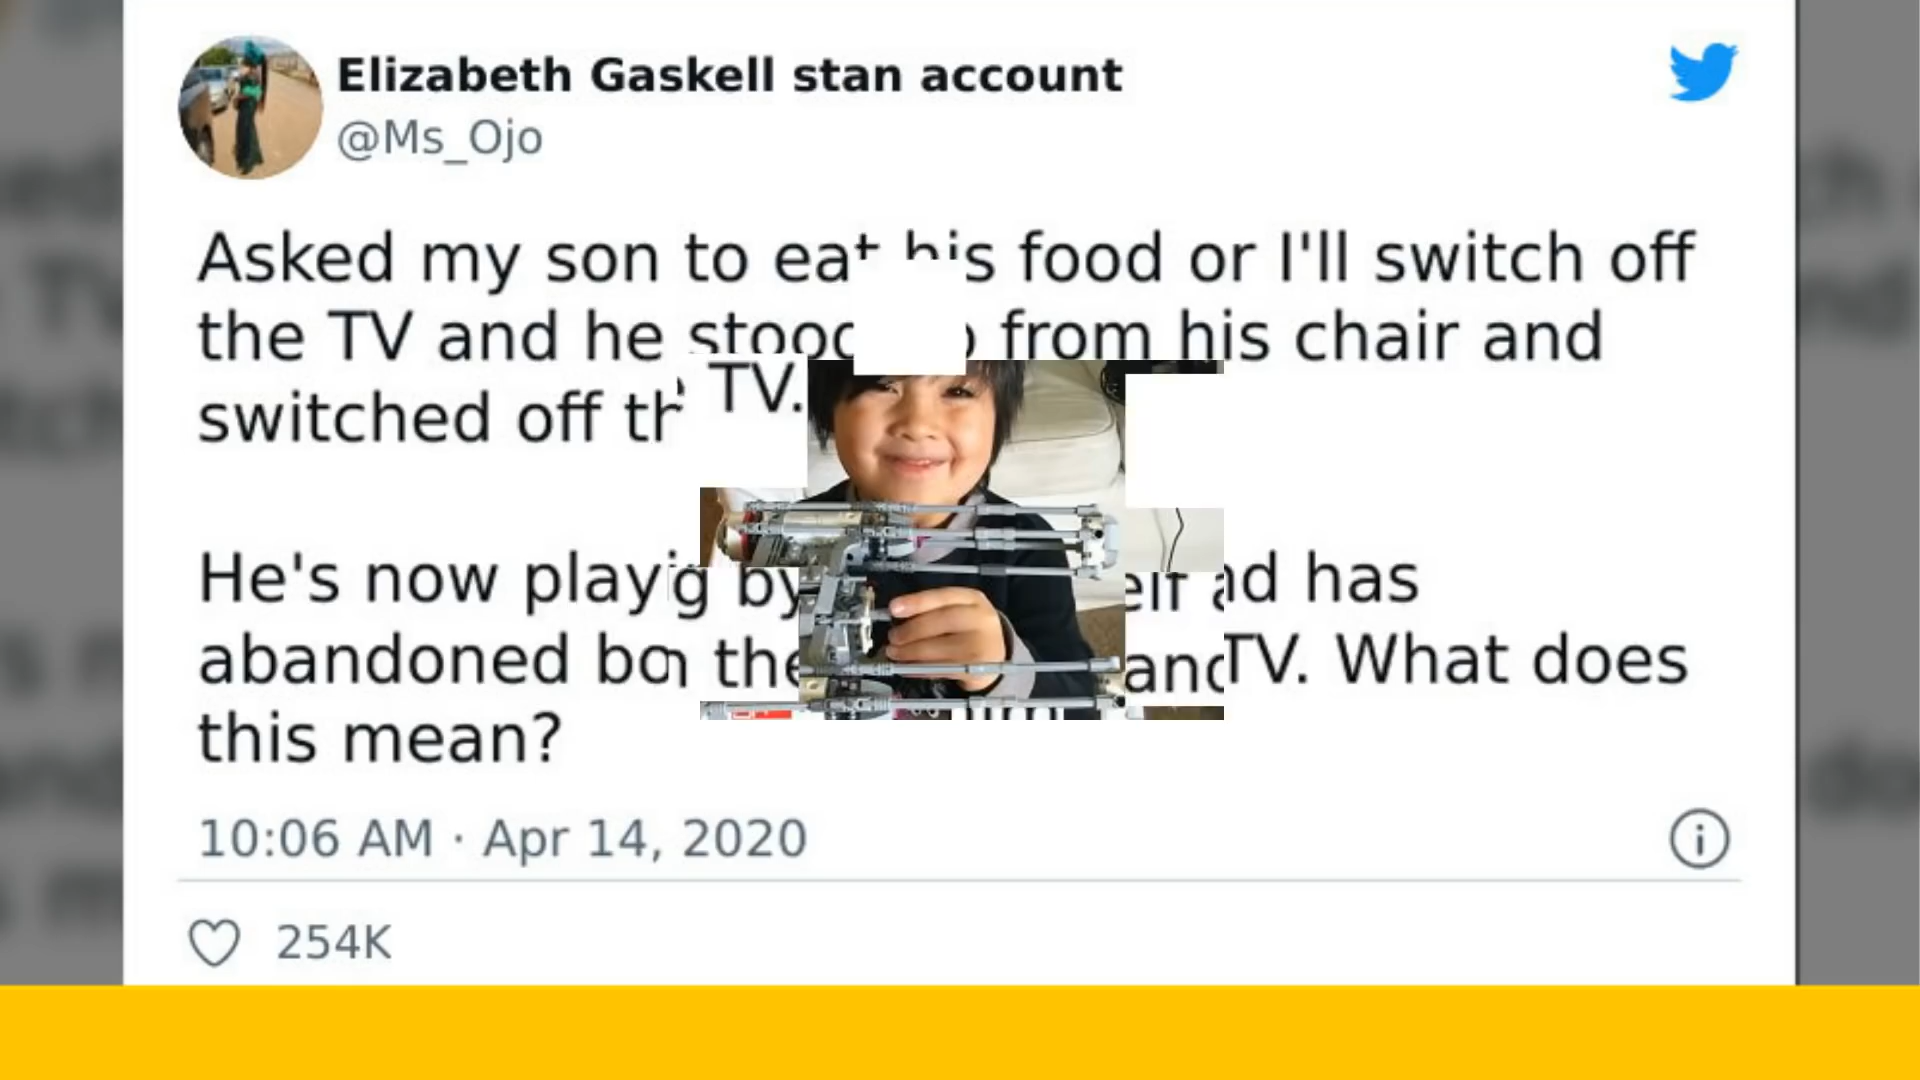 Elizabeth Gaskell stan account
@Ms_Ojo
Asked my son to eat his food or I'll switch off
the TV and he from his chair and
switched off TV.
He's now by has
abandoned TV. What does
this mean?
10:06 AM · Apr 14, 2020
254K